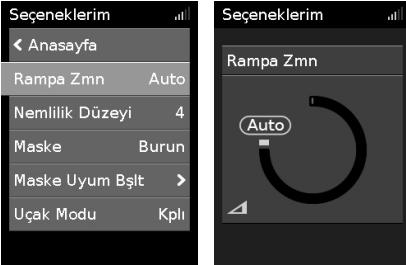 Seçeneklerim
< Anasayfa
Rampa Zmn Auto
Nemlilik Düzeyi 4
Maske Burun
Maske Uyum Bşlt >
Uçak Modu Kplı
Seçeneklerim
Rampa Zmn
Auto